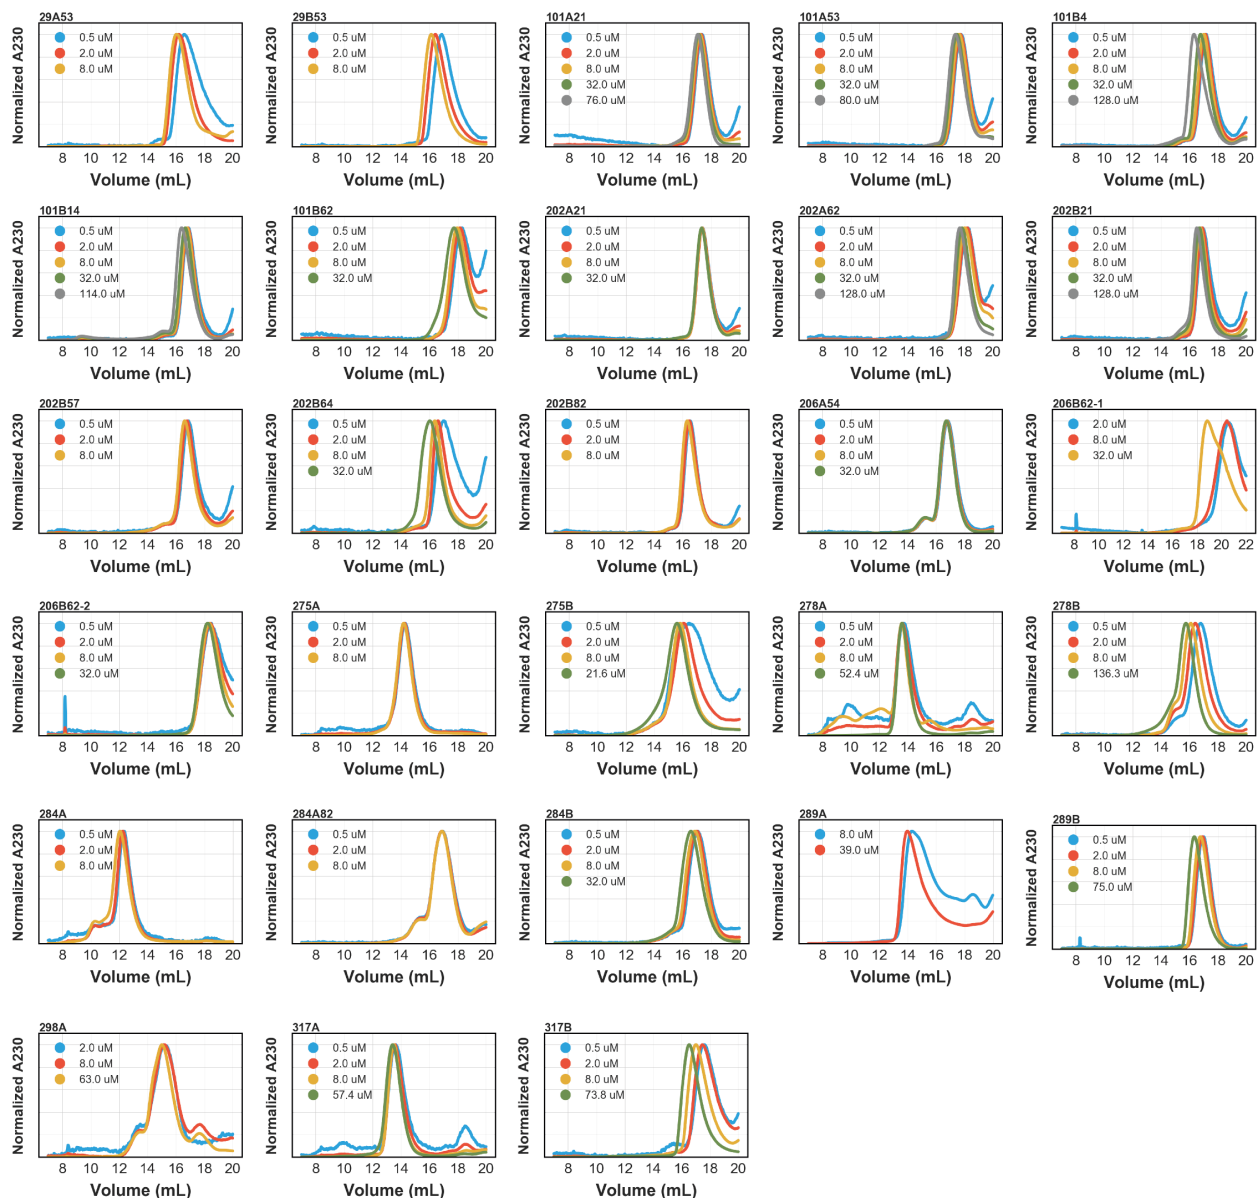 29A53
Normalized A230
0.5 uM
2.0 uM
8.0 uM
8 10 12 14 16 18 20
Volume (mL)
29B53
Normalized A230
0.5 uM
2.0 uM
8.0 uM
8 10 12 14 16 18 20
Volume (mL)
101A21
Normalized A230
0.5 uM
2.0 uM
8.0 uM
32.0 uM
76.0 uM
8 10 12 14 16 18 20
Volume (mL)
101A53
Normalized A230
0.5 uM
2.0 uM
8.0 uM
32.0 uM
80.0 uM
8 10 12 14 16 18 20
Volume (mL)
101B4
Normalized A230
0.5 uM
2.0 uM
8.0 uM
32.0 uM
128.0 uM
8 10 12 14 16 18 20
Volume (mL)
101B14
Normalized A230
0.5 uM
2.0 uM
8.0 uM
32.0 uM
114.0 uM
8 10 12 14 16 18 20
Volume (mL)
101B62
Normalized A230
0.5 uM
2.0 uM
8.0 uM
32.0 uM
8 10 12 14 16 18 20
Volume (mL)
202A21
Normalized A230
0.5 uM
2.0 uM
8.0 uM
32.0 uM
8 10 12 14 16 18 20
Volume (mL)
202A62
Normalized A230
0.5 uM
2.0 uM
8.0 uM
32.0 uM
128.0 uM
8 10 12 14 16 18 20
Volume (mL)
202B21
Normalized A230
0.5 uM
2.0 uM
8.0 uM
32.0 uM
128.0 uM
8 10 12 14 16 18 20
Volume (mL)
202B57
Normalized A230
0.5 uM
2.0 uM
8.0 uM
8 10 12 14 16 18 20
Volume (mL)
202B64
Normalized A230
0.5 uM
2.0 uM
8.0 uM
32.0 uM
8 10 12 14 16 18 20
Volume (mL)
202B82
Normalized A230
0.5 uM
2.0 uM
8.0 uM
8 10 12 14 16 18 20
Volume (mL)
206A54
Normalized A230
0.5 uM
2.0 uM
8.0 uM
32.0 uM
8 10 12 14 16 18 20
Volume (mL)
206B62-1
Normalized A230
2.0 uM
8.0 uM
32.0 uM
8 10 12 14 16 18 20 22
Volume (mL)
206B62-2
Normalized A230
0.5 uM
2.0 uM
8.0 uM
32.0 uM
8 10 12 14 16 18 20
Volume (mL)
275A
Normalized A230
0.5 uM
2.0 uM
8.0 uM
8 10 12 14 16 18 20
Volume (mL)
275B
Normalized A230
0.5 uM
2.0 uM
8.0 uM
21.6 uM
8 10 12 14 16 18 20
Volume (mL)
278A
Normalized A230
0.5 uM
2.0 uM
8.0 uM
52.4 uM
8 10 12 14 16 18 20
Volume (mL)
278B
Normalized A230
0.5 uM
2.0 uM
8.0 uM
136.3 uM
8 10 12 14 16 18 20
Volume (mL)
284A
Normalized A230
0.5 uM
2.0 uM
8.0 uM
8 10 12 14 16 18 20
Volume (mL)
284A82
Normalized A230
0.5 uM
2.0 uM
8.0 uM
8 10 12 14 16 18 20
Volume (mL)
284B
Normalized A230
0.5 uM
2.0 uM
8.0 uM
32.0 uM
8 10 12 14 16 18 20
Volume (mL)
289A
Normalized A230
8.0 uM
39.0 uM
8 10 12 14 16 18 20
Volume (mL)
289B
Normalized A230
0.5 uM
2.0 uM
8.0 uM
75.0 uM
8 10 12 14 16 18 20
Volume (mL)
298A
Normalized A230
2.0 uM
8.0 uM
63.0 uM
8 10 12 14 16 18 20
Volume (mL)
317A
Normalized A230
0.5 uM
2.0 uM
8.0 uM
57.4 uM
8 10 12 14 16 18 20
Volume (mL)
317B
Normalized A230
0.5 uM
2.0 uM
8.0 uM
73.8 uM
8 10 12 14 16 18 20
Volume (mL)